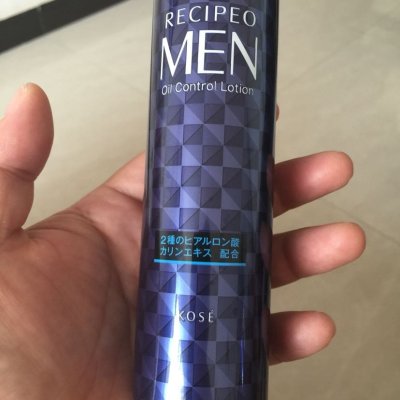 RECIPEO
MEN
Oil Control Lotion
2種のヒアルロン酸
カリンエキス 配合
KOSÉ